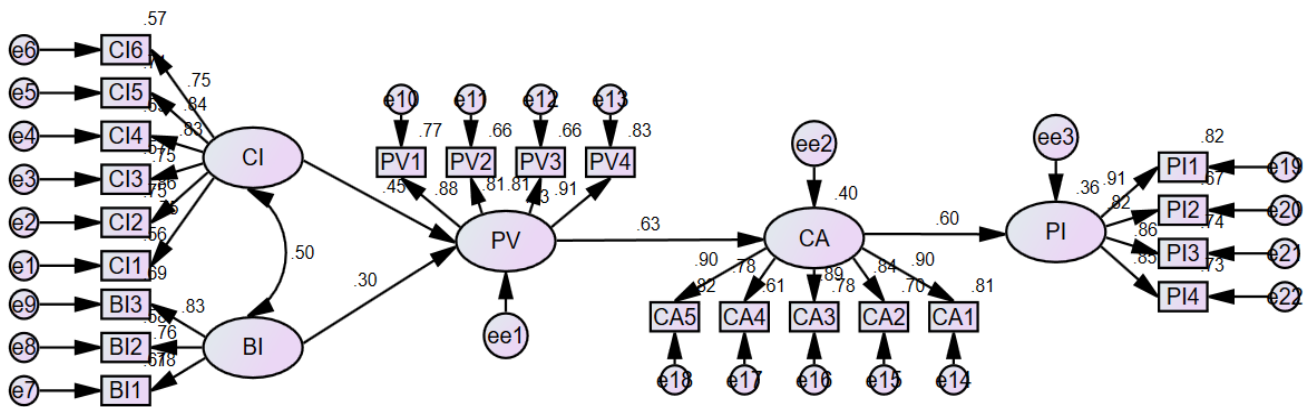 .57
e6 CI6
.75
e5 CI5
.84
e4 CI4 .83
CI
e3 CI3 .75
e2 CI2
.56
e1 CI1
.50
e9 BI3 .83
e8 BI2 .76
BI
e7 BI1
.30
e10 e11 e12 e13
.77 .66 .66 .83
PV1 PV2 PV3 PV4
.45 .88 .81 .81 .91
PV
ee1
.63
ee2
.40
CA
.90 .78 .89 .84 .90
.82 .61 .78 .70 .81
CA5 CA4 CA3 CA2 CA1
e18 e17 e16 e15 e14
.60
ee3
.36
PI
.82
.91 PI1 e19
.67
.82 PI2 e20
.74
.86 PI3 e21
.73
.85 PI4 e22